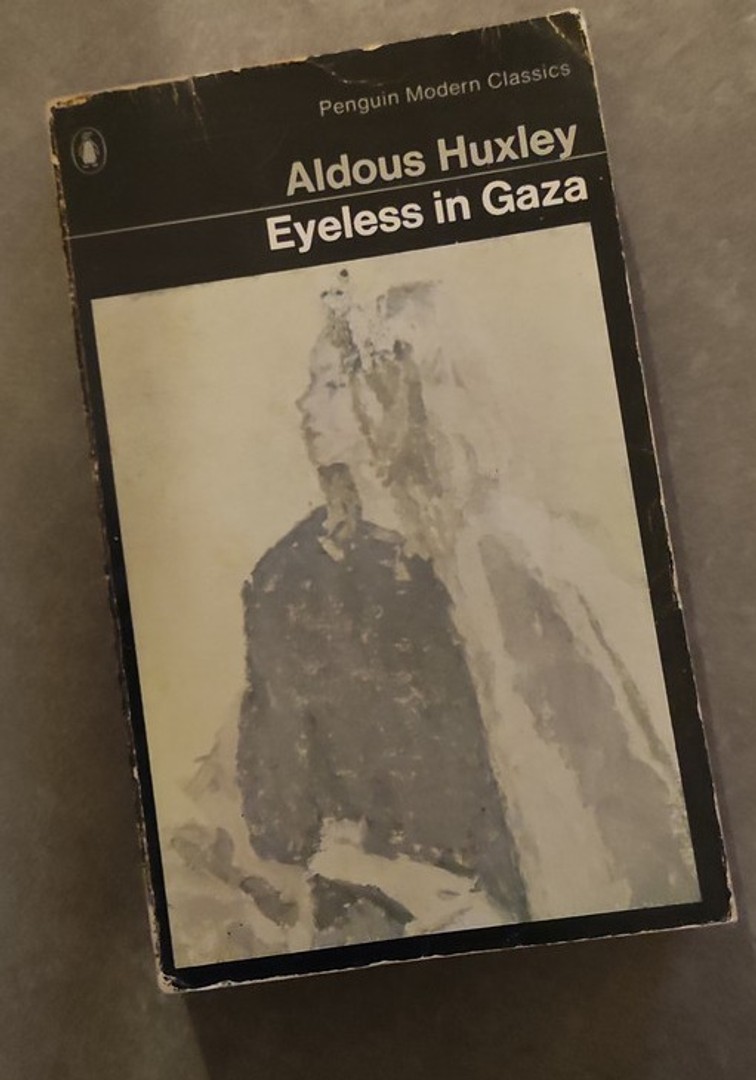 Penguin Modern Classics
Aldous Huxley
Eyeless in Gaza